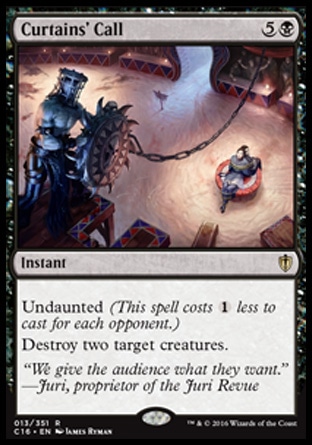 Curtains' Call 5
Instant
Undaunted (This spell costs 1 less to
cast for each opponent.)
Destroy two target creatures.
"We give the audience what they want."
—Juri, proprietor of the Juri Revue
013/351 R
C16 • EN James Ryman
™ & © 2016 Wizards of the Coast